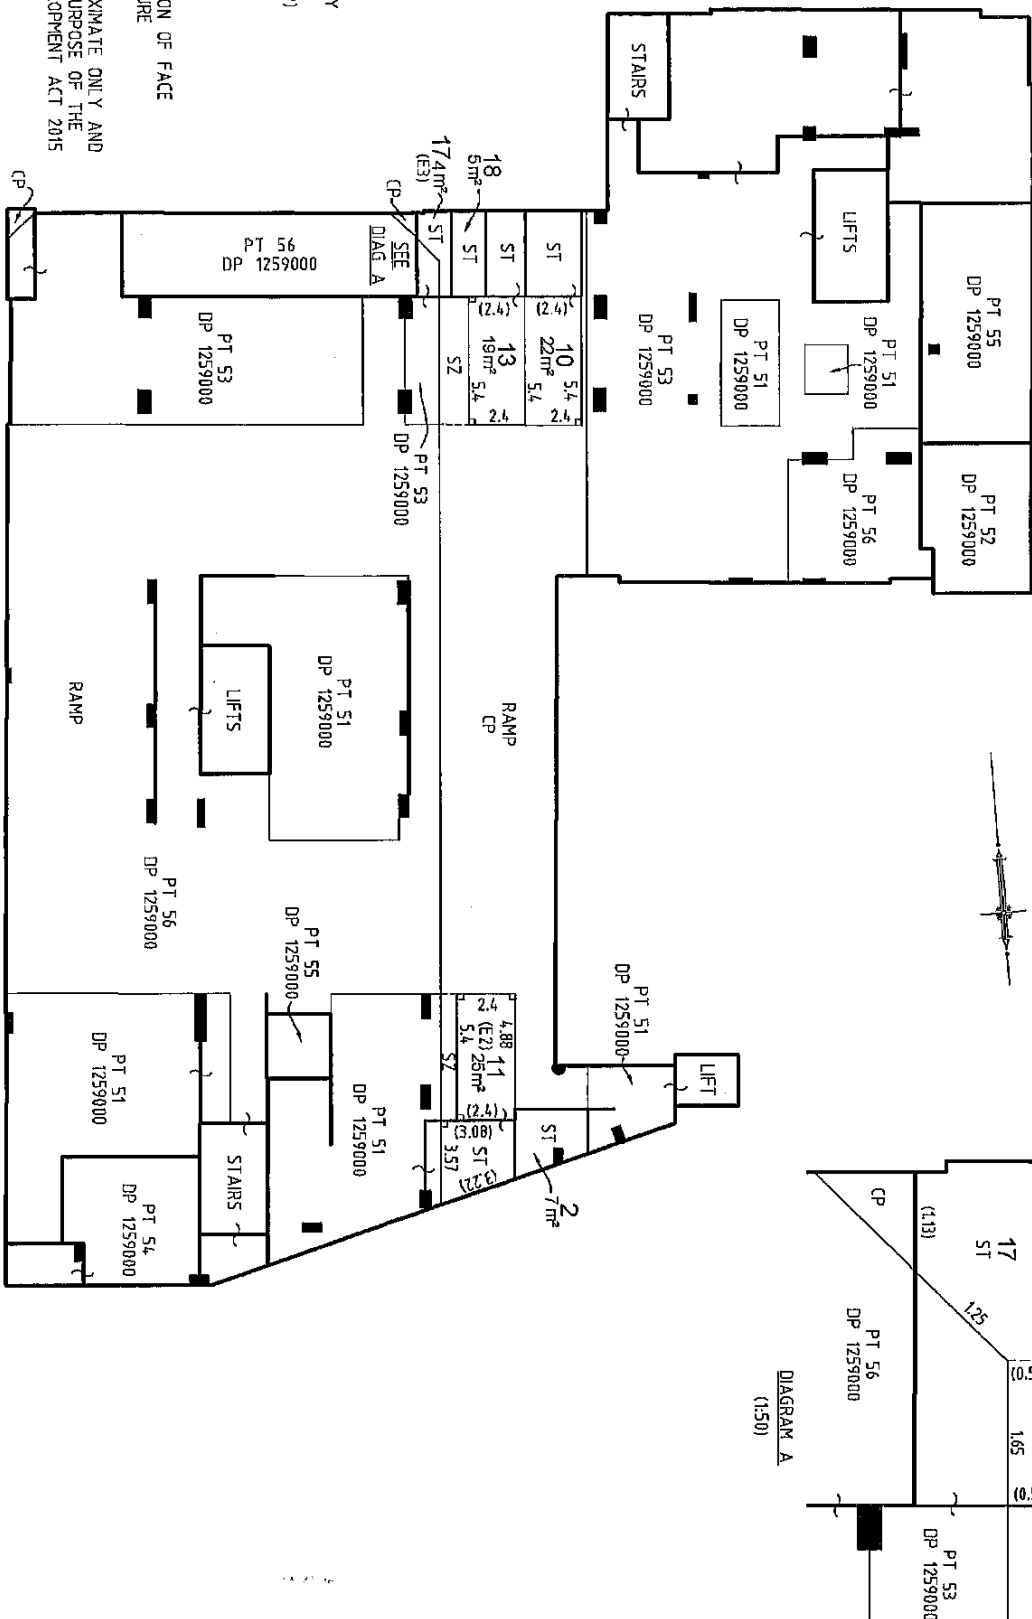 ON OF FACE
XIMATE ONLY AND
URPOSE OF THE
OPMENT ACT 2015
STAIRS
LIFTS
PT 55
DP 1259000
PT 51
DP 1259000
PT 51
DP 1259000
PT 53
DP 1259000
PT 56
DP 1259000
PT 52
DP 1259000
18
5m²
17 4m²
(E3)
CP
CP
ST
ST
ST
ST
SEE
DIAG A
PT 56
DP 1259000
(2.4)
(2.4)
10
22m²
5.4
5.4
2.4
13
19m²
5.4
2.4
SZ
PT 53
DP 1259000
PT 53
DP 1259000
PT 51
DP 1259000
LIFTS
RAMP
RAMP
CP
PT 56
DP 1259000
PT 55
DP 1259000
PT 51
DP 1259000
2.4
4.88
(E2)
11
25m²
5.4
(2.4)
SZ
PT 51
DP 1259000
LIFT
PT 51
DP 1259000
(3.08)
ST
3.57
(3.22)
ST
2
7m²
STAIRS
PT 54
DP 1259000
17
ST
CP
(1.13)
1.25
1.65
PT 56
DP 1259000
PT 53
DP 1259000
DIAGRAM A
(1:50)